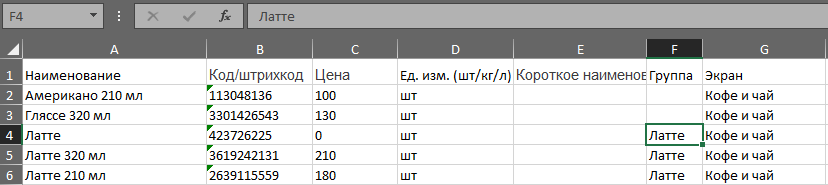 F4 fx Латте
A B C D E F G
1 Наименование Код/штрихкод Цена Ед. изм. (шт/кг/л) Короткое наименов Группа Экран
2 Американо 210 мл 113048136 100 шт Кофе и чай
3 Гляссе 320 мл 3301426543 130 шт Кофе и чай
4 Латте 423726225 0 шт Латте Кофе и чай
5 Латте 320 мл 3619242131 210 шт Латте Кофе и чай
6 Латте 210 мл 2639115559 180 шт Латте Кофе и чай